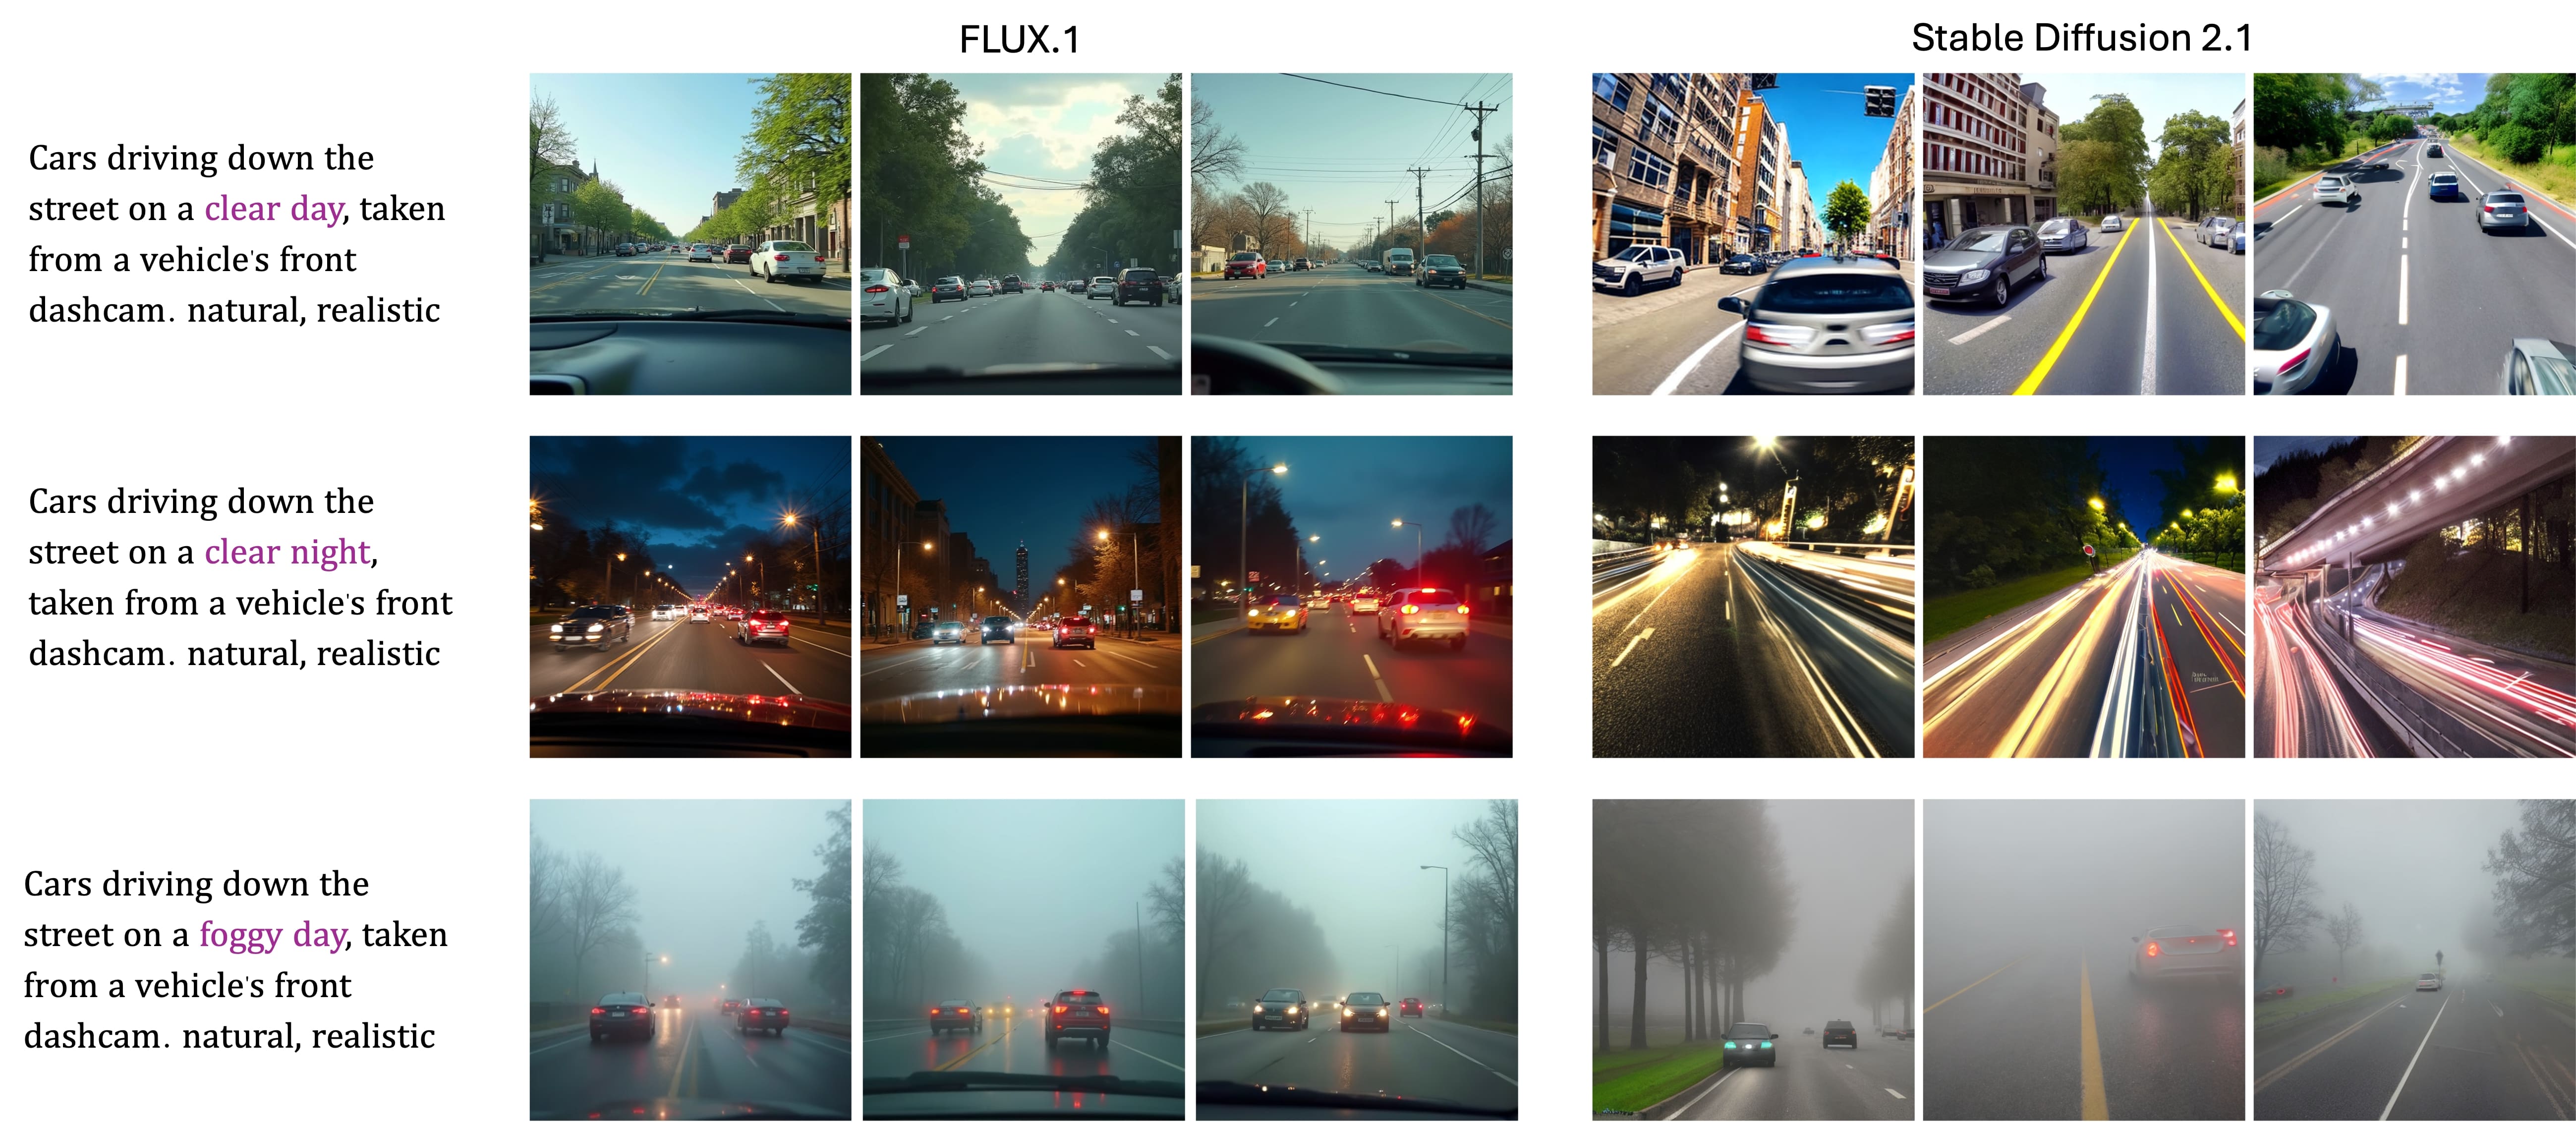 FLUX.1
Stable Diffusion 2.1
Cars driving down the
street on a clear day, taken
from a vehicle's front
dashcam. natural, realistic
Cars driving down the
street on a clear night,
taken from a vehicle's front
dashcam. natural, realistic
Cars driving down the
street on a foggy day, taken
from a vehicle's front
dashcam. natural, realistic